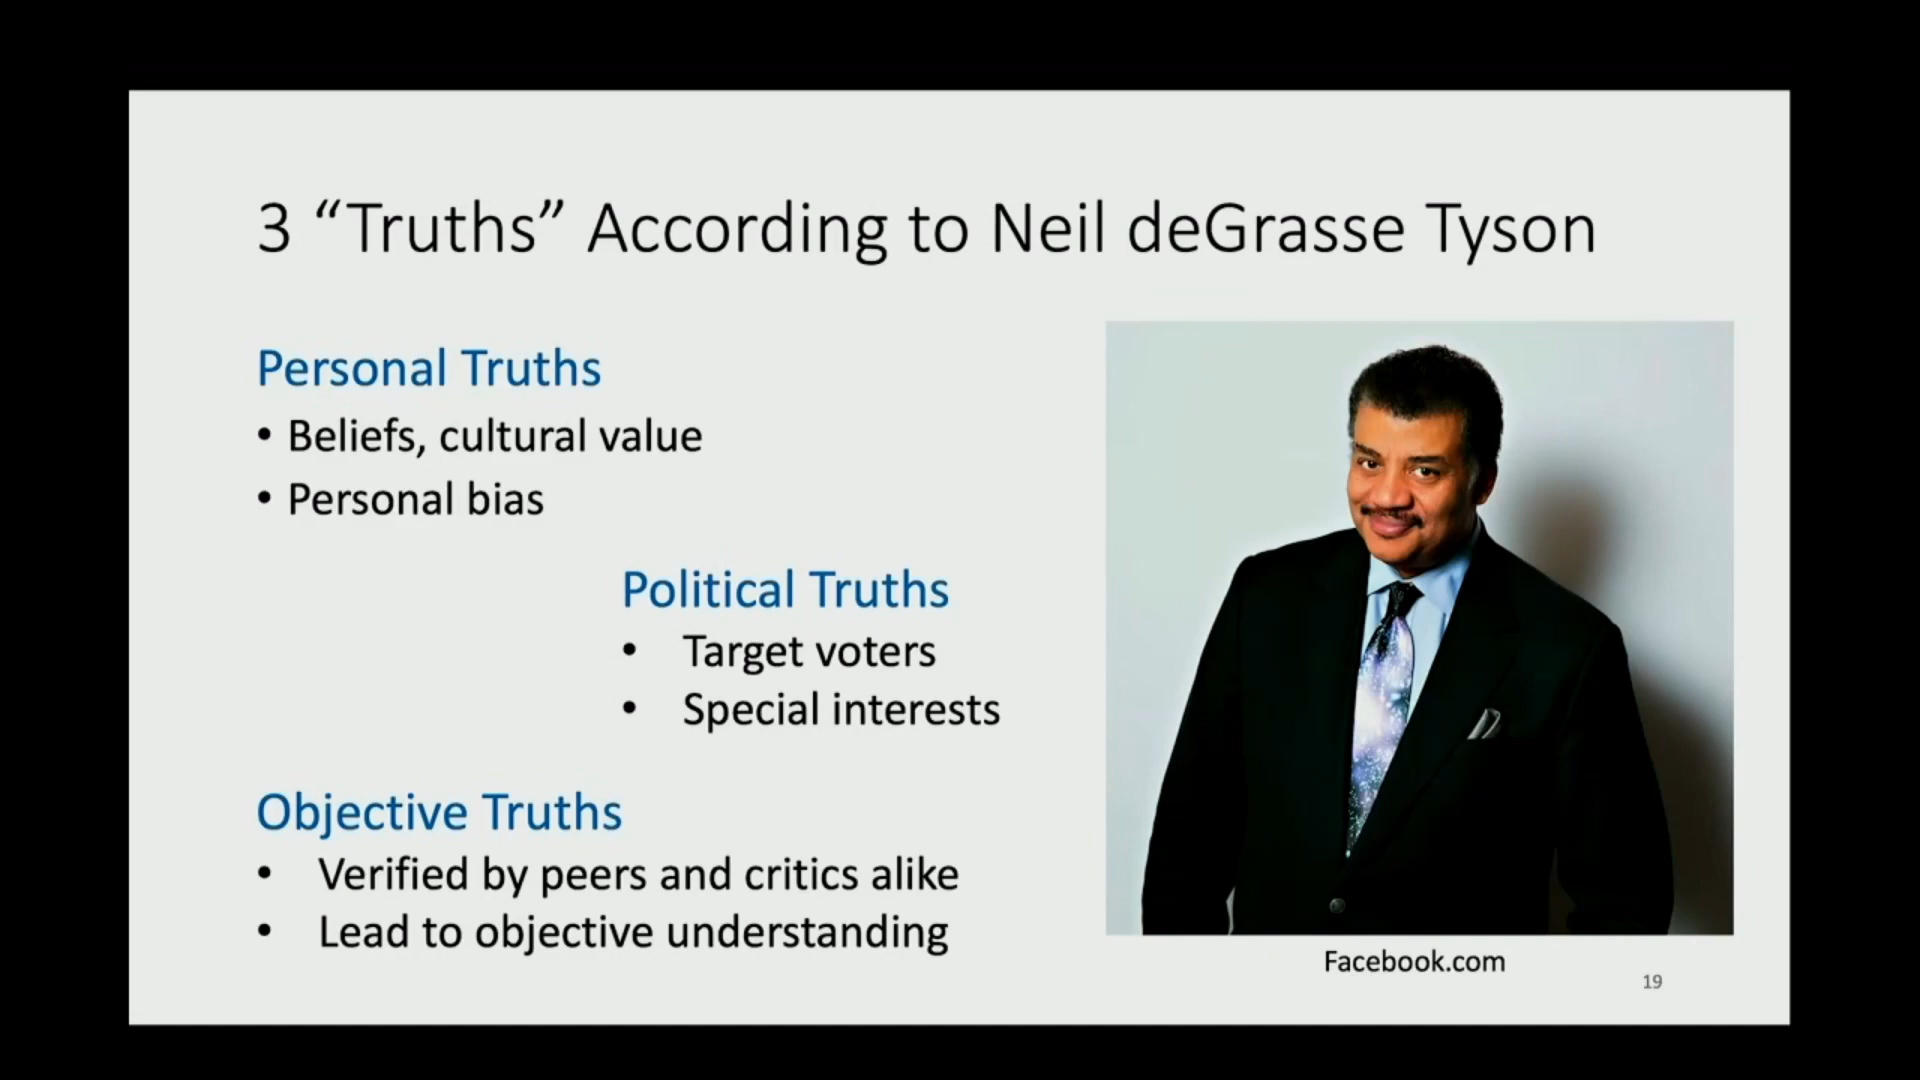 3 “Truths” According to Neil deGrasse Tyson
Personal Truths
• Beliefs, cultural value
• Personal bias
Political Truths
• Target voters
• Special interests
Objective Truths
• Verified by peers and critics alike
• Lead to objective understanding
Facebook.com
19